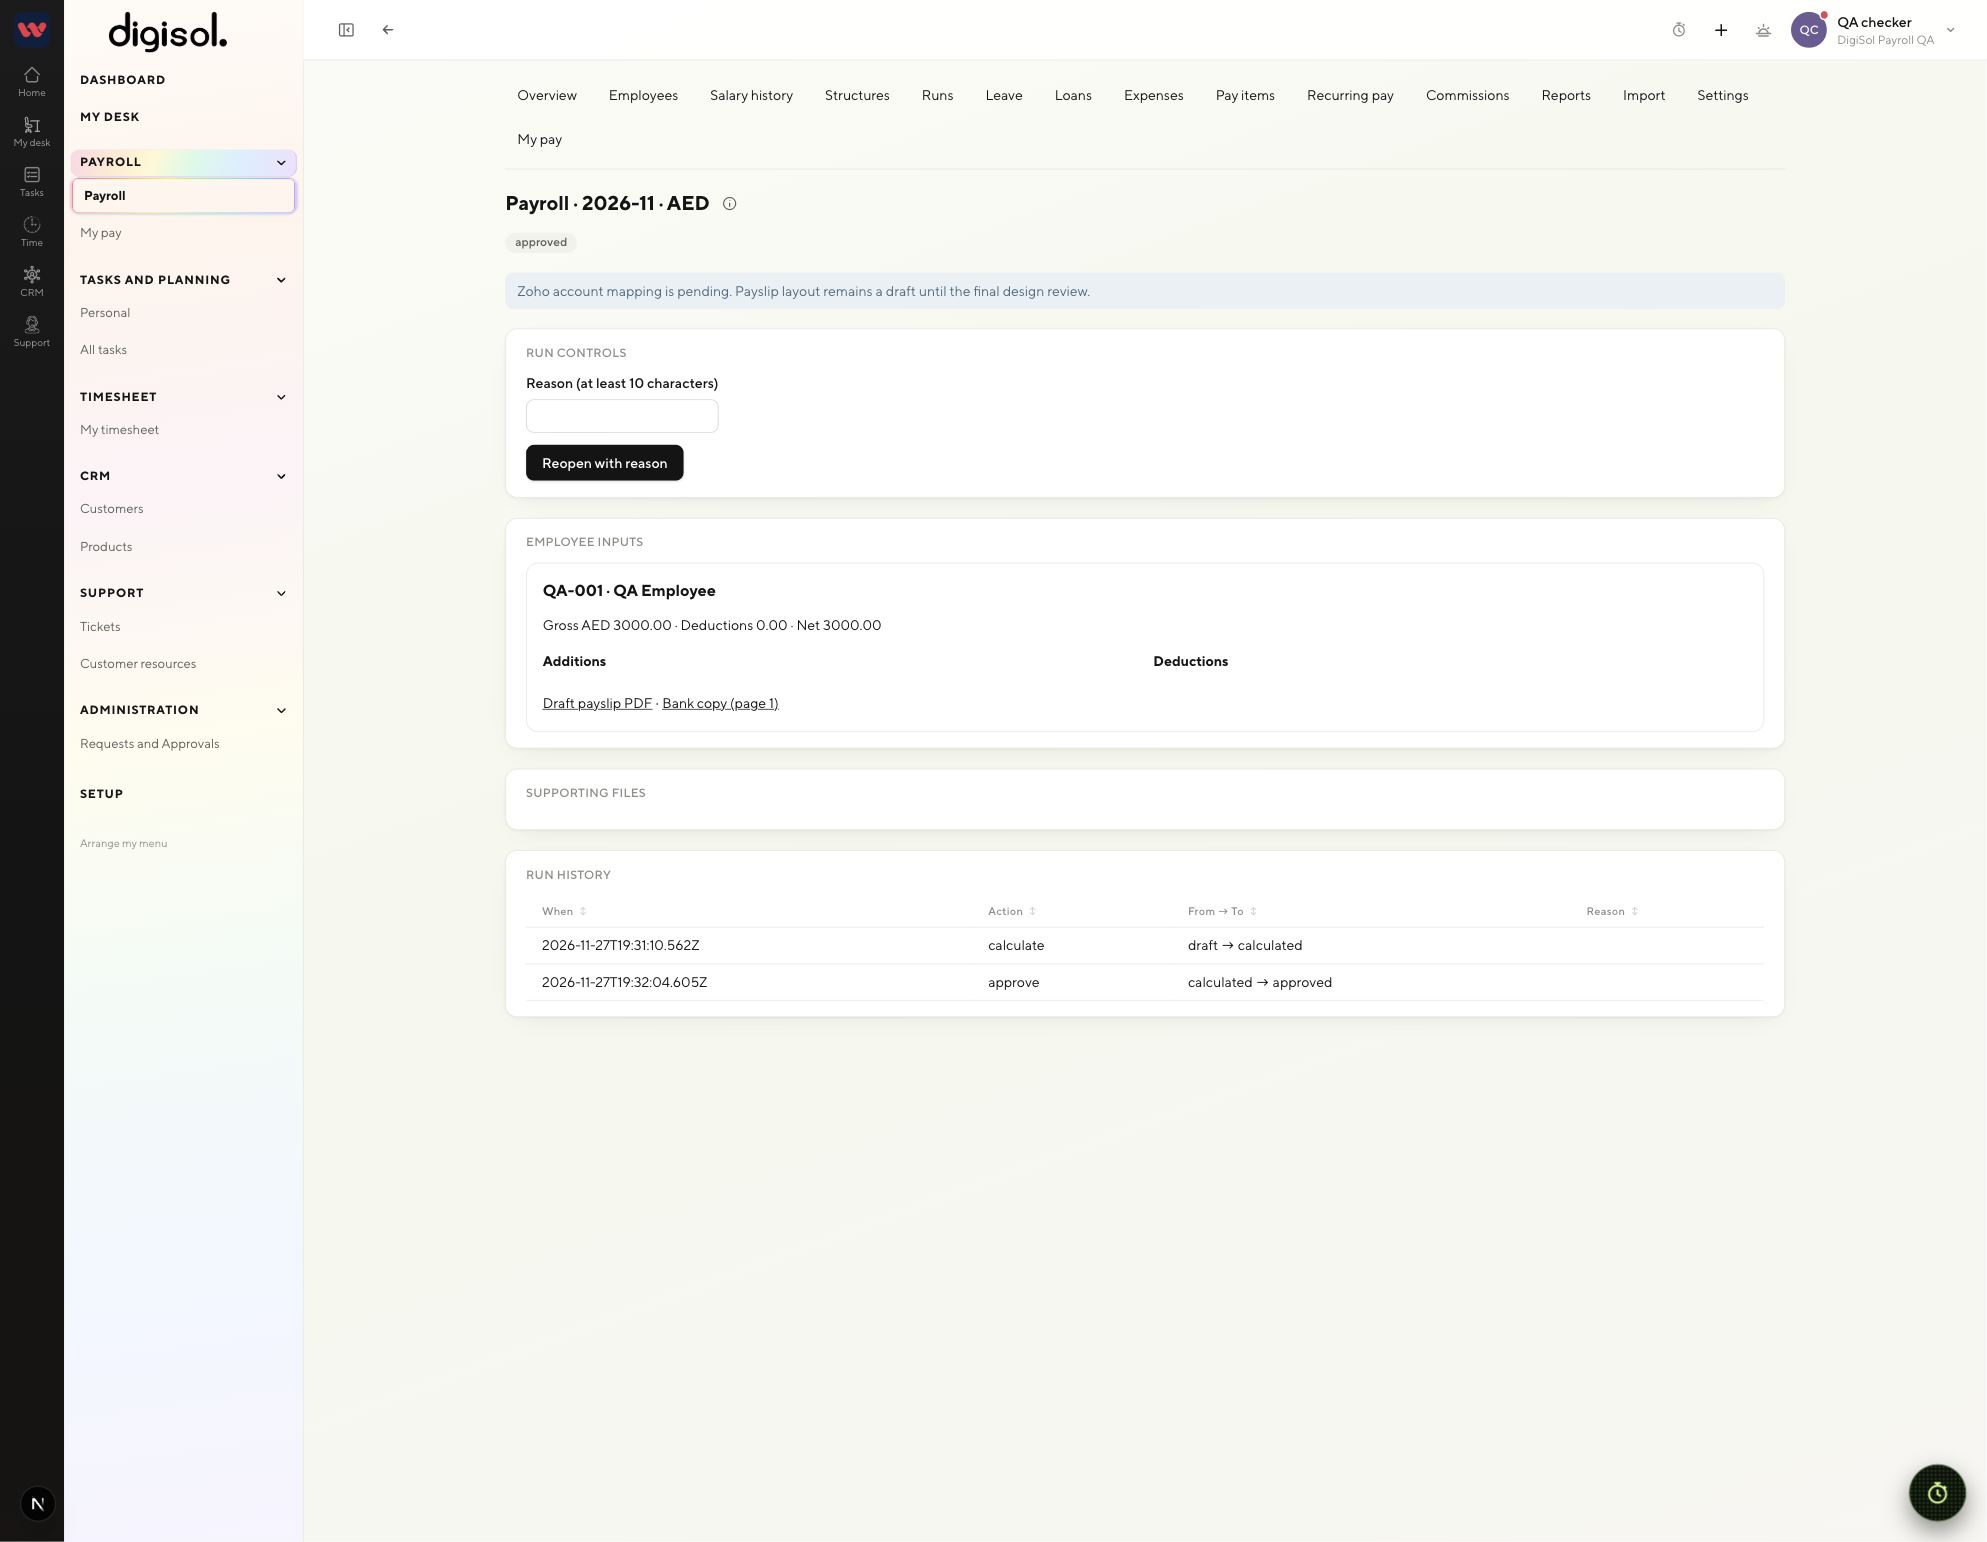 Home
My desk
Tasks
Time
CRM
Support
N
digisol.
DASHBOARD
MY DESK
PAYROLL
Payroll
My pay
TASKS AND PLANNING
Personal
All tasks
TIMESHEET
My timesheet
CRM
Customers
Products
SUPPORT
Tickets
Customer resources
ADMINISTRATION
Requests and Approvals
SETUP
Arrange my menu
QC
QA checker
DigiSol Payroll QA
Overview Employees Salary history Structures Runs Leave Loans Expenses Pay items Recurring pay Commissions Reports Import Settings
My pay
Payroll · 2026-11 · AED
approved
Zoho account mapping is pending. Payslip layout remains a draft until the final design review.
RUN CONTROLS
Reason (at least 10 characters)
Reopen with reason
EMPLOYEE INPUTS
QA-001 · QA Employee
Gross AED 3000.00 · Deductions 0.00 · Net 3000.00
Additions Deductions
Draft payslip PDF · Bank copy (page 1)
SUPPORTING FILES
RUN HISTORY
When Action From → To Reason
2026-11-27T19:31:10.562Z calculate draft → calculated
2026-11-27T19:32:04.605Z approve calculated → approved